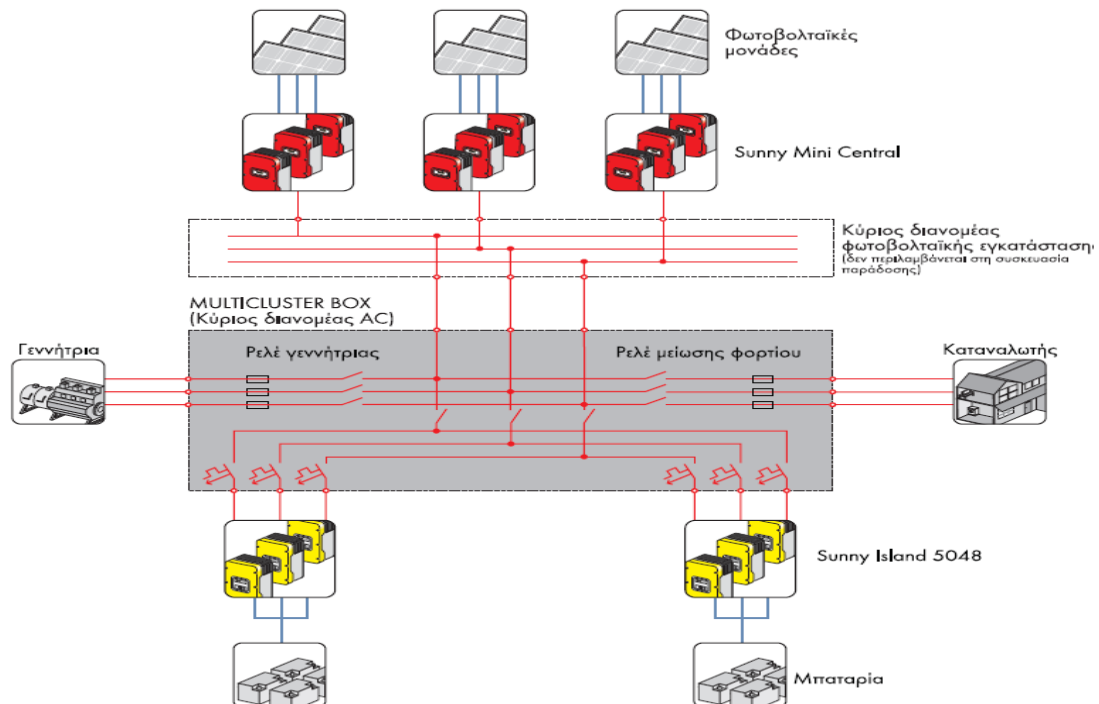 Φωτοβολταϊκές
μονάδες
Sunny Mini Central
Κύριος διανομέας
φωτοβολταϊκής εγκατάστασης
(δεν περιλαμβάνεται στη συσκευασία
παράδοσης)
MULTICLUSTER BOX
(Κύριος διανομέας AC)
Γεννήτρια
Ρελέ γεννήτριας
Ρελέ μείωσης φορτίου
Καταναλωτής
Sunny Island 5048
Μπαταρία